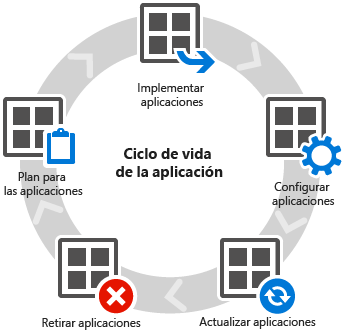 Implementar
aplicaciones
Ciclo de vida
de la aplicación
Plan para
las aplicaciones
Configurar
aplicaciones
Retirar aplicaciones
Actualizar aplicaciones